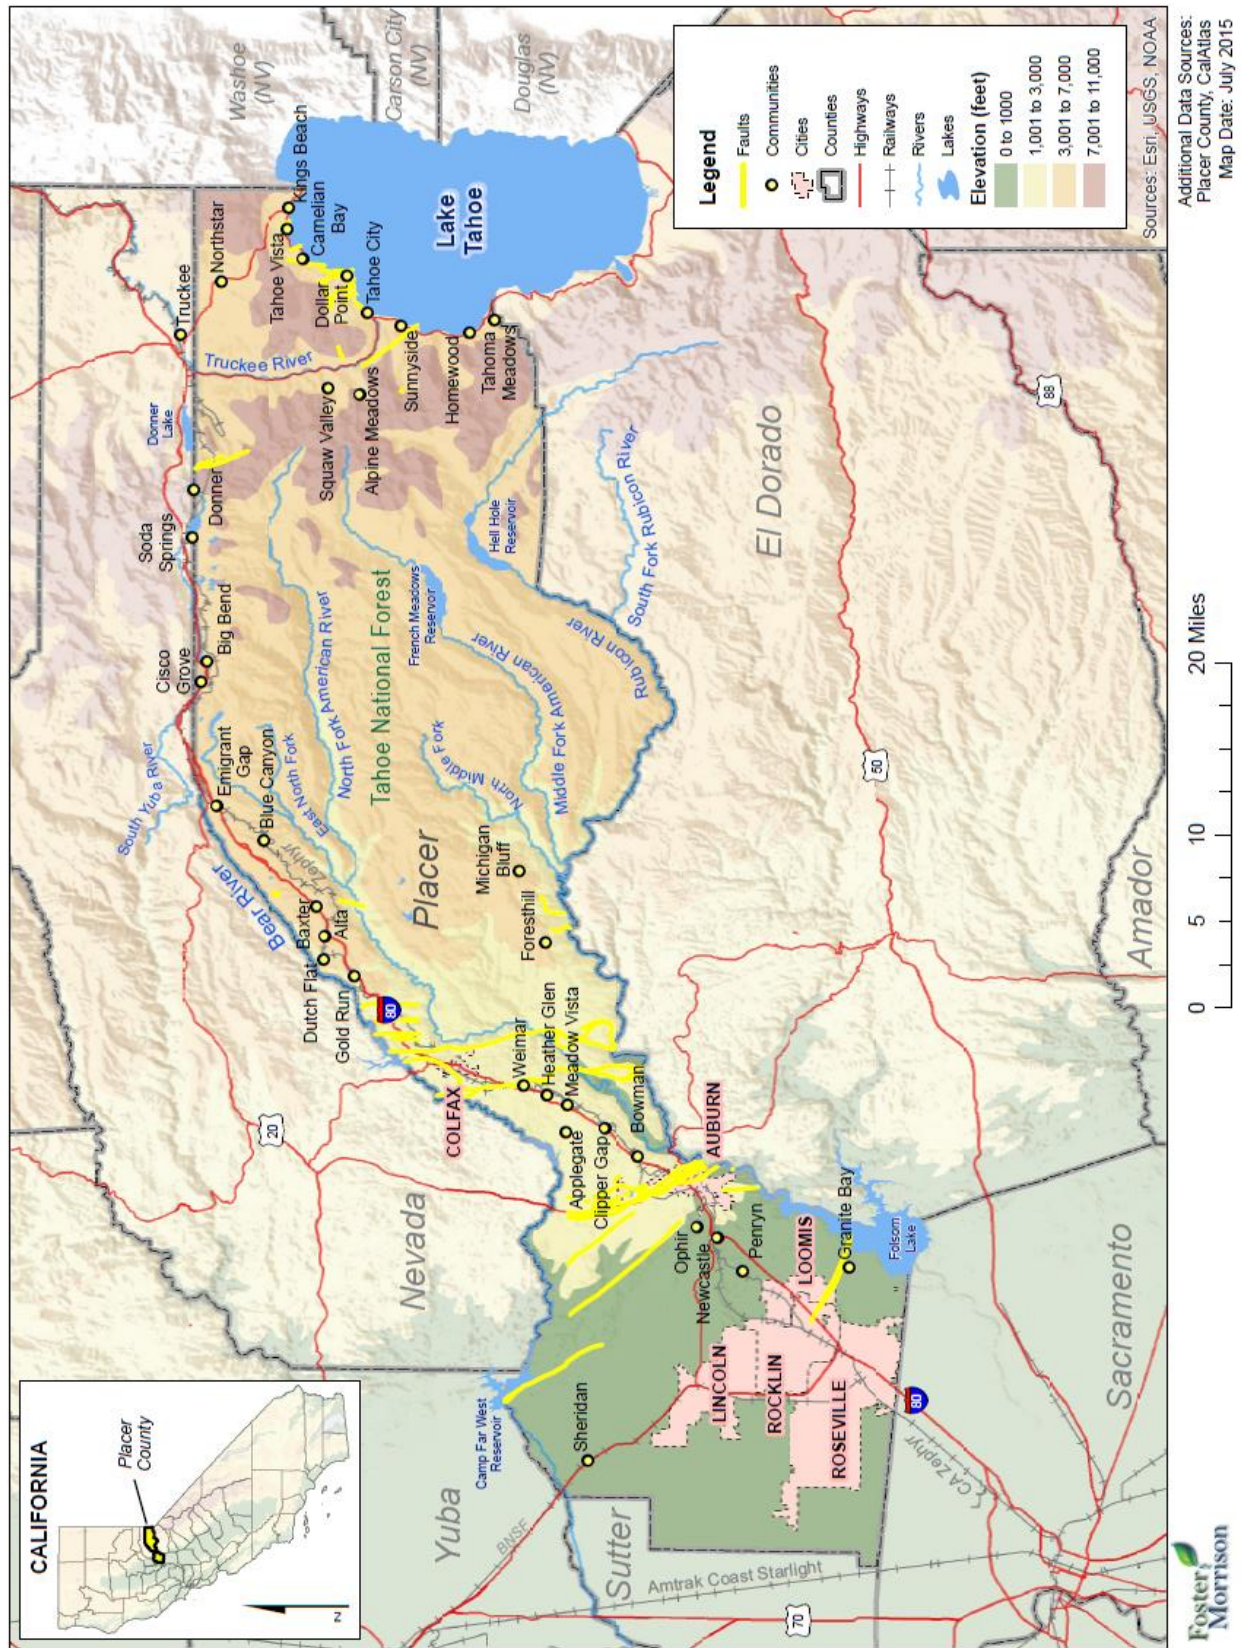 CALIFORNIA
Placer
County
N
Washoe
(NV)
Carson City
(NV)
Douglas
(NV)
Yuba
Nevada
Placer
El Dorado
Sutter
Sacramento
Amador
Tahoe National Forest
Lake
Tahoe
Truckee
Northstar
Kings Beach
Tahoe Vista
Carnelian
Bay
Dollar
Point
Tahoe City
Sunnyside
Homewood
Tahoma
Meadows
Squaw Valley
Alpine Meadows
Truckee River
Donner
Lake
Donner
Soda
Springs
Big Bend
Cisco
Grove
Emigrant
Gap
Blue Canyon
South Yuba River
Bear River
East North Fork
North Fork American River
Zephyr
French Meadows
Reservoir
Hell Hole
Reservoir
South Fork Rubicon River
Rubicon River
Middle Fork American River
North Middle Fork
Michigan
Bluff
Foresthill
Baxter
Alta
Dutch Flat
Gold Run
80
COLFAX
Weimar
Heather Glen
Meadow Vista
Applegate
Clipper Gap
Bowman
AUBURN
Ophir
Newcastle
Penryn
LOOMIS
Granite Bay
Folsom
Lake
LINCOLN
ROCKLIN
ROSEVILLE
Sheridan
Camp Far West
Reservoir
BNSF
Amtrak Coast Starlight
CA Zephyr
80
20
50
88
70
Legend
Faults
Communities
Cities
Counties
Highways
Railways
Rivers
Lakes
Elevation (feet)
0 to 1000
1,001 to 3,000
3,001 to 7,000
7,001 to 11,000
Sources: Esri, USGS, NOAA
Additional Data Sources:
Placer County, CalAtlas
Map Date: July 2015
0 5 10 20 Miles
Foster
Morrison